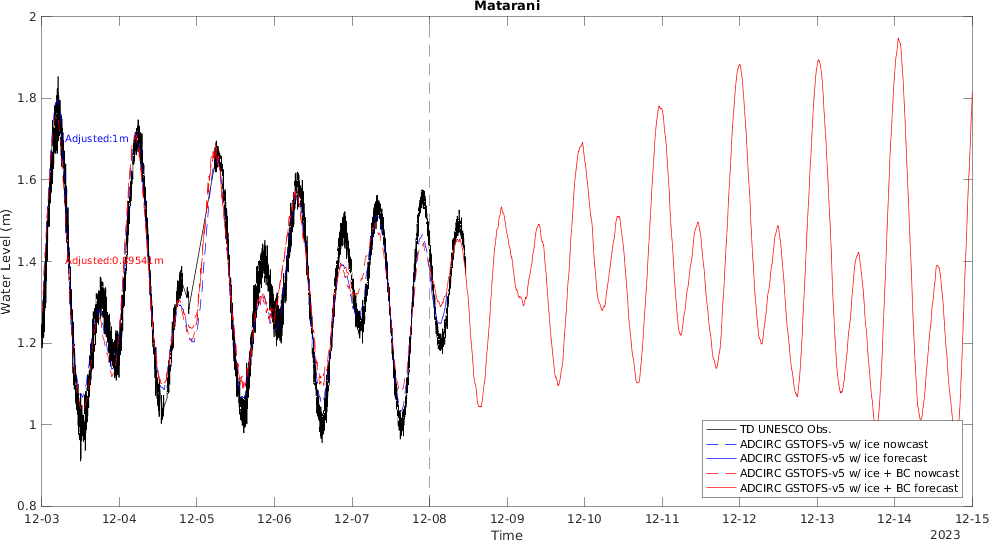 Matarani
2
1.8
Adjusted:1m
1.6
1.4
Adjusted:0.89541m
1.2
1
0.8
Water Level (m)
TD UNESCO Obs.
ADCIRC GSTOFS-v5 w/ ice nowcast
ADCIRC GSTOFS-v5 w/ ice forecast
ADCIRC GSTOFS-v5 w/ ice + BC nowcast
ADCIRC GSTOFS-v5 w/ ice + BC forecast
12-03 12-04 12-05 12-06 12-07 12-08 12-09 12-10 12-11 12-12 12-13 12-14 12-15
Time
2023